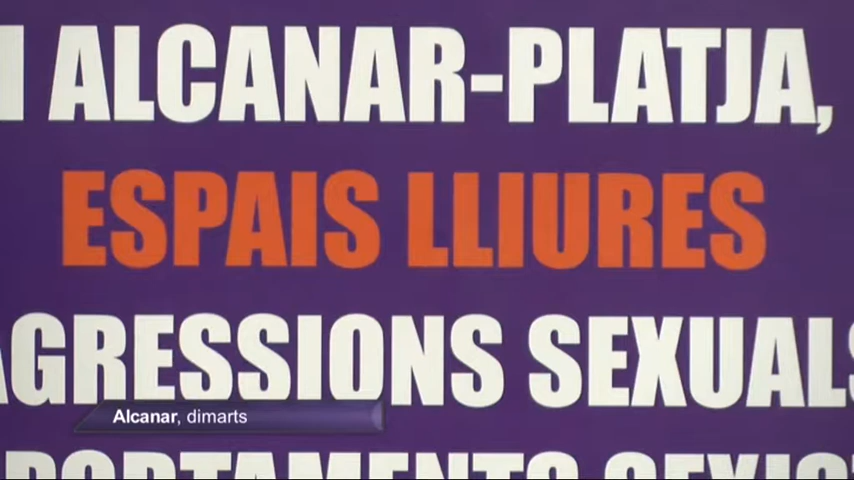 ALCANAR-PLATJA,
ESPAIS LLIURES
AGRESSIONS SEXUALS
Alcanar, dimarts